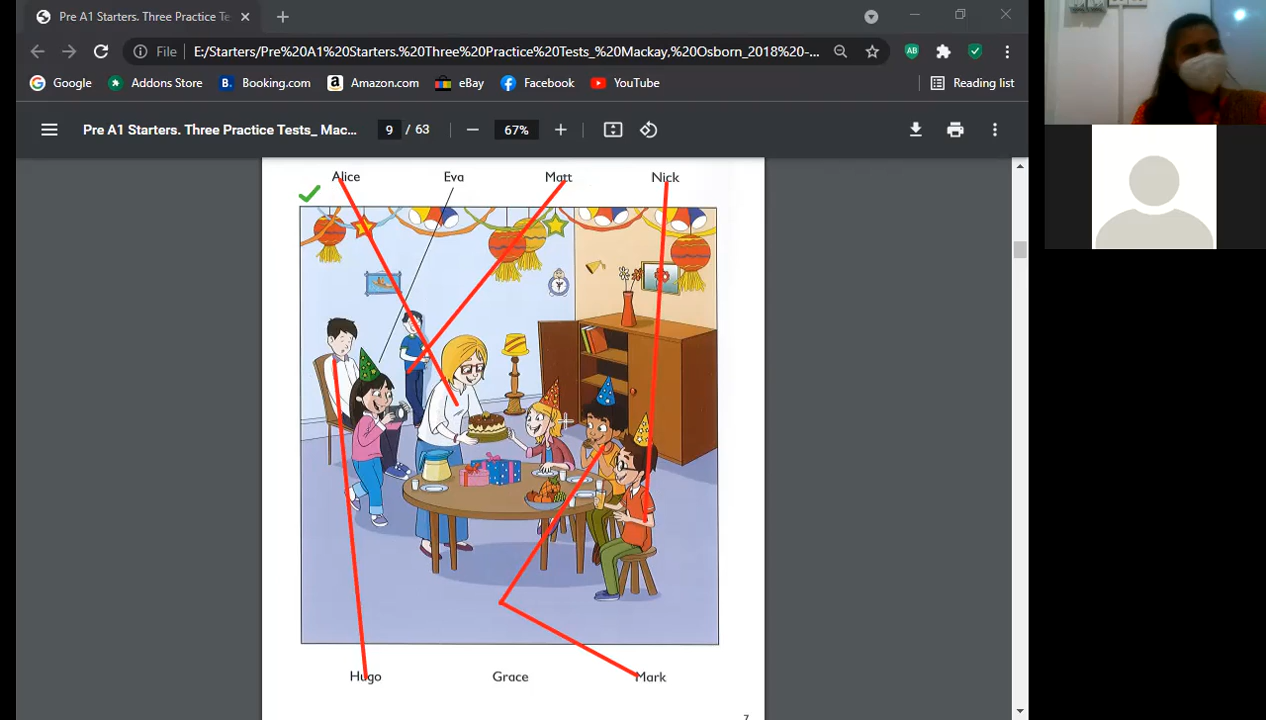 Pre A1 Starters. Three Practice Te
File E:/Starters/Pre%20A1%20Starters.%20Three%20Practice%20Tests_%20Mackay,%20Osborn_2018%20-...
AB
Google Addons Store B. Booking.com a Amazon.com eBay Facebook YouTube Reading list
Pre A1 Starters. Three Practice Tests_ Mac... 9 / 63 67%
Alice Eva Matt Nick
Hugo Grace Mark
7